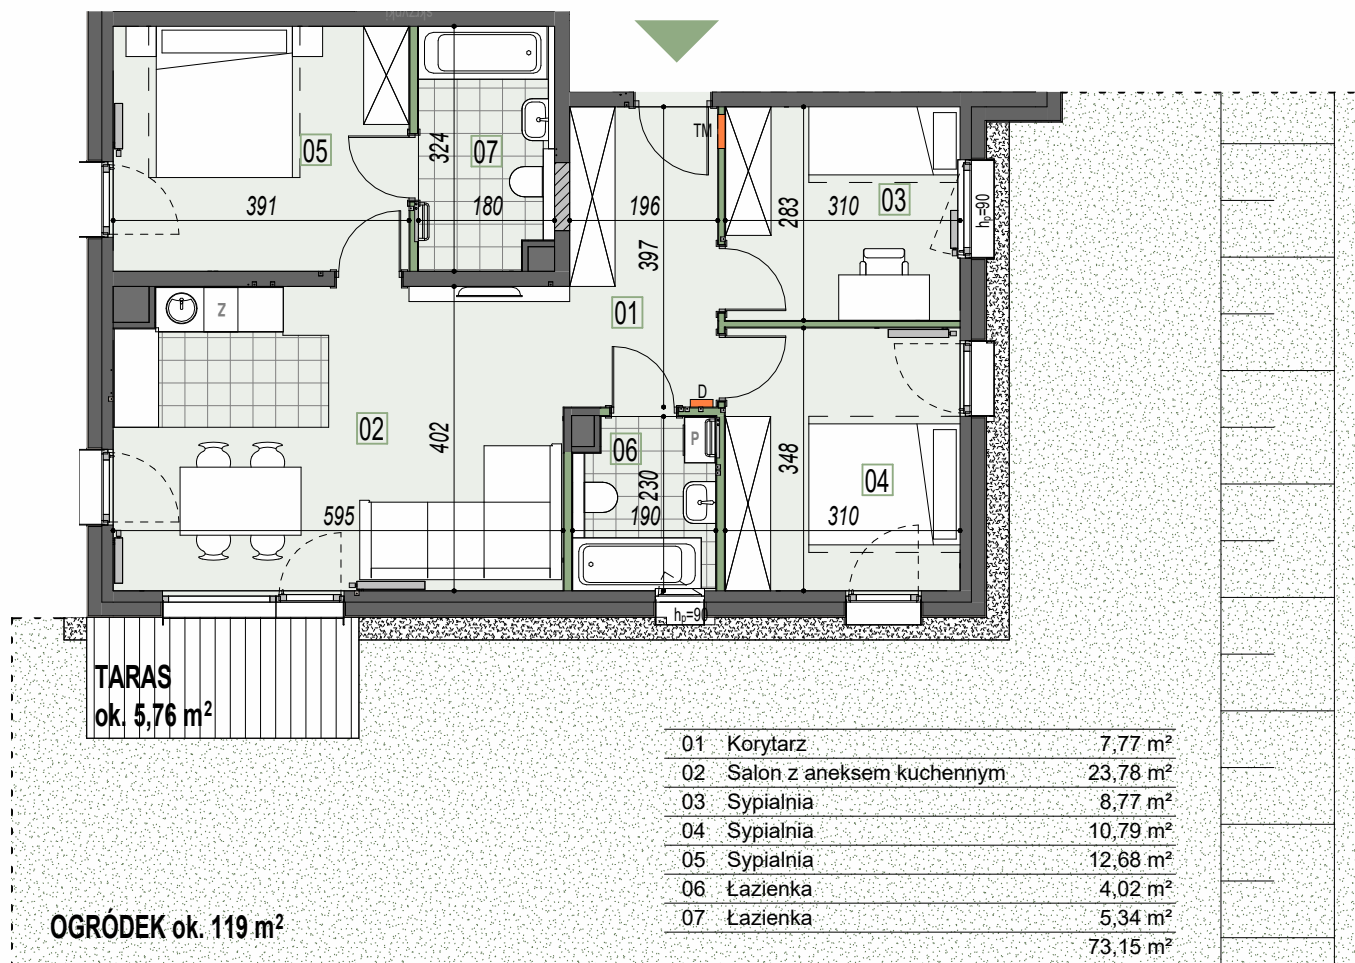 TM
05
07
324
391
180
196
397
283
310
03
hp=90
01
Z
02
402
D
P
06
230
190
348
04
310
595
hp=90
TARAS
ok. 5,76 m²
01 Korytarz 7,77 m²
02 Salon z aneksem kuchennym 23,78 m²
03 Sypialnia 8,77 m²
04 Sypialnia 10,79 m²
05 Sypialnia 12,68 m²
06 Łazienka 4,02 m²
07 Łazienka 5,34 m²
73,15 m²
OGRÓDEK ok. 119 m²